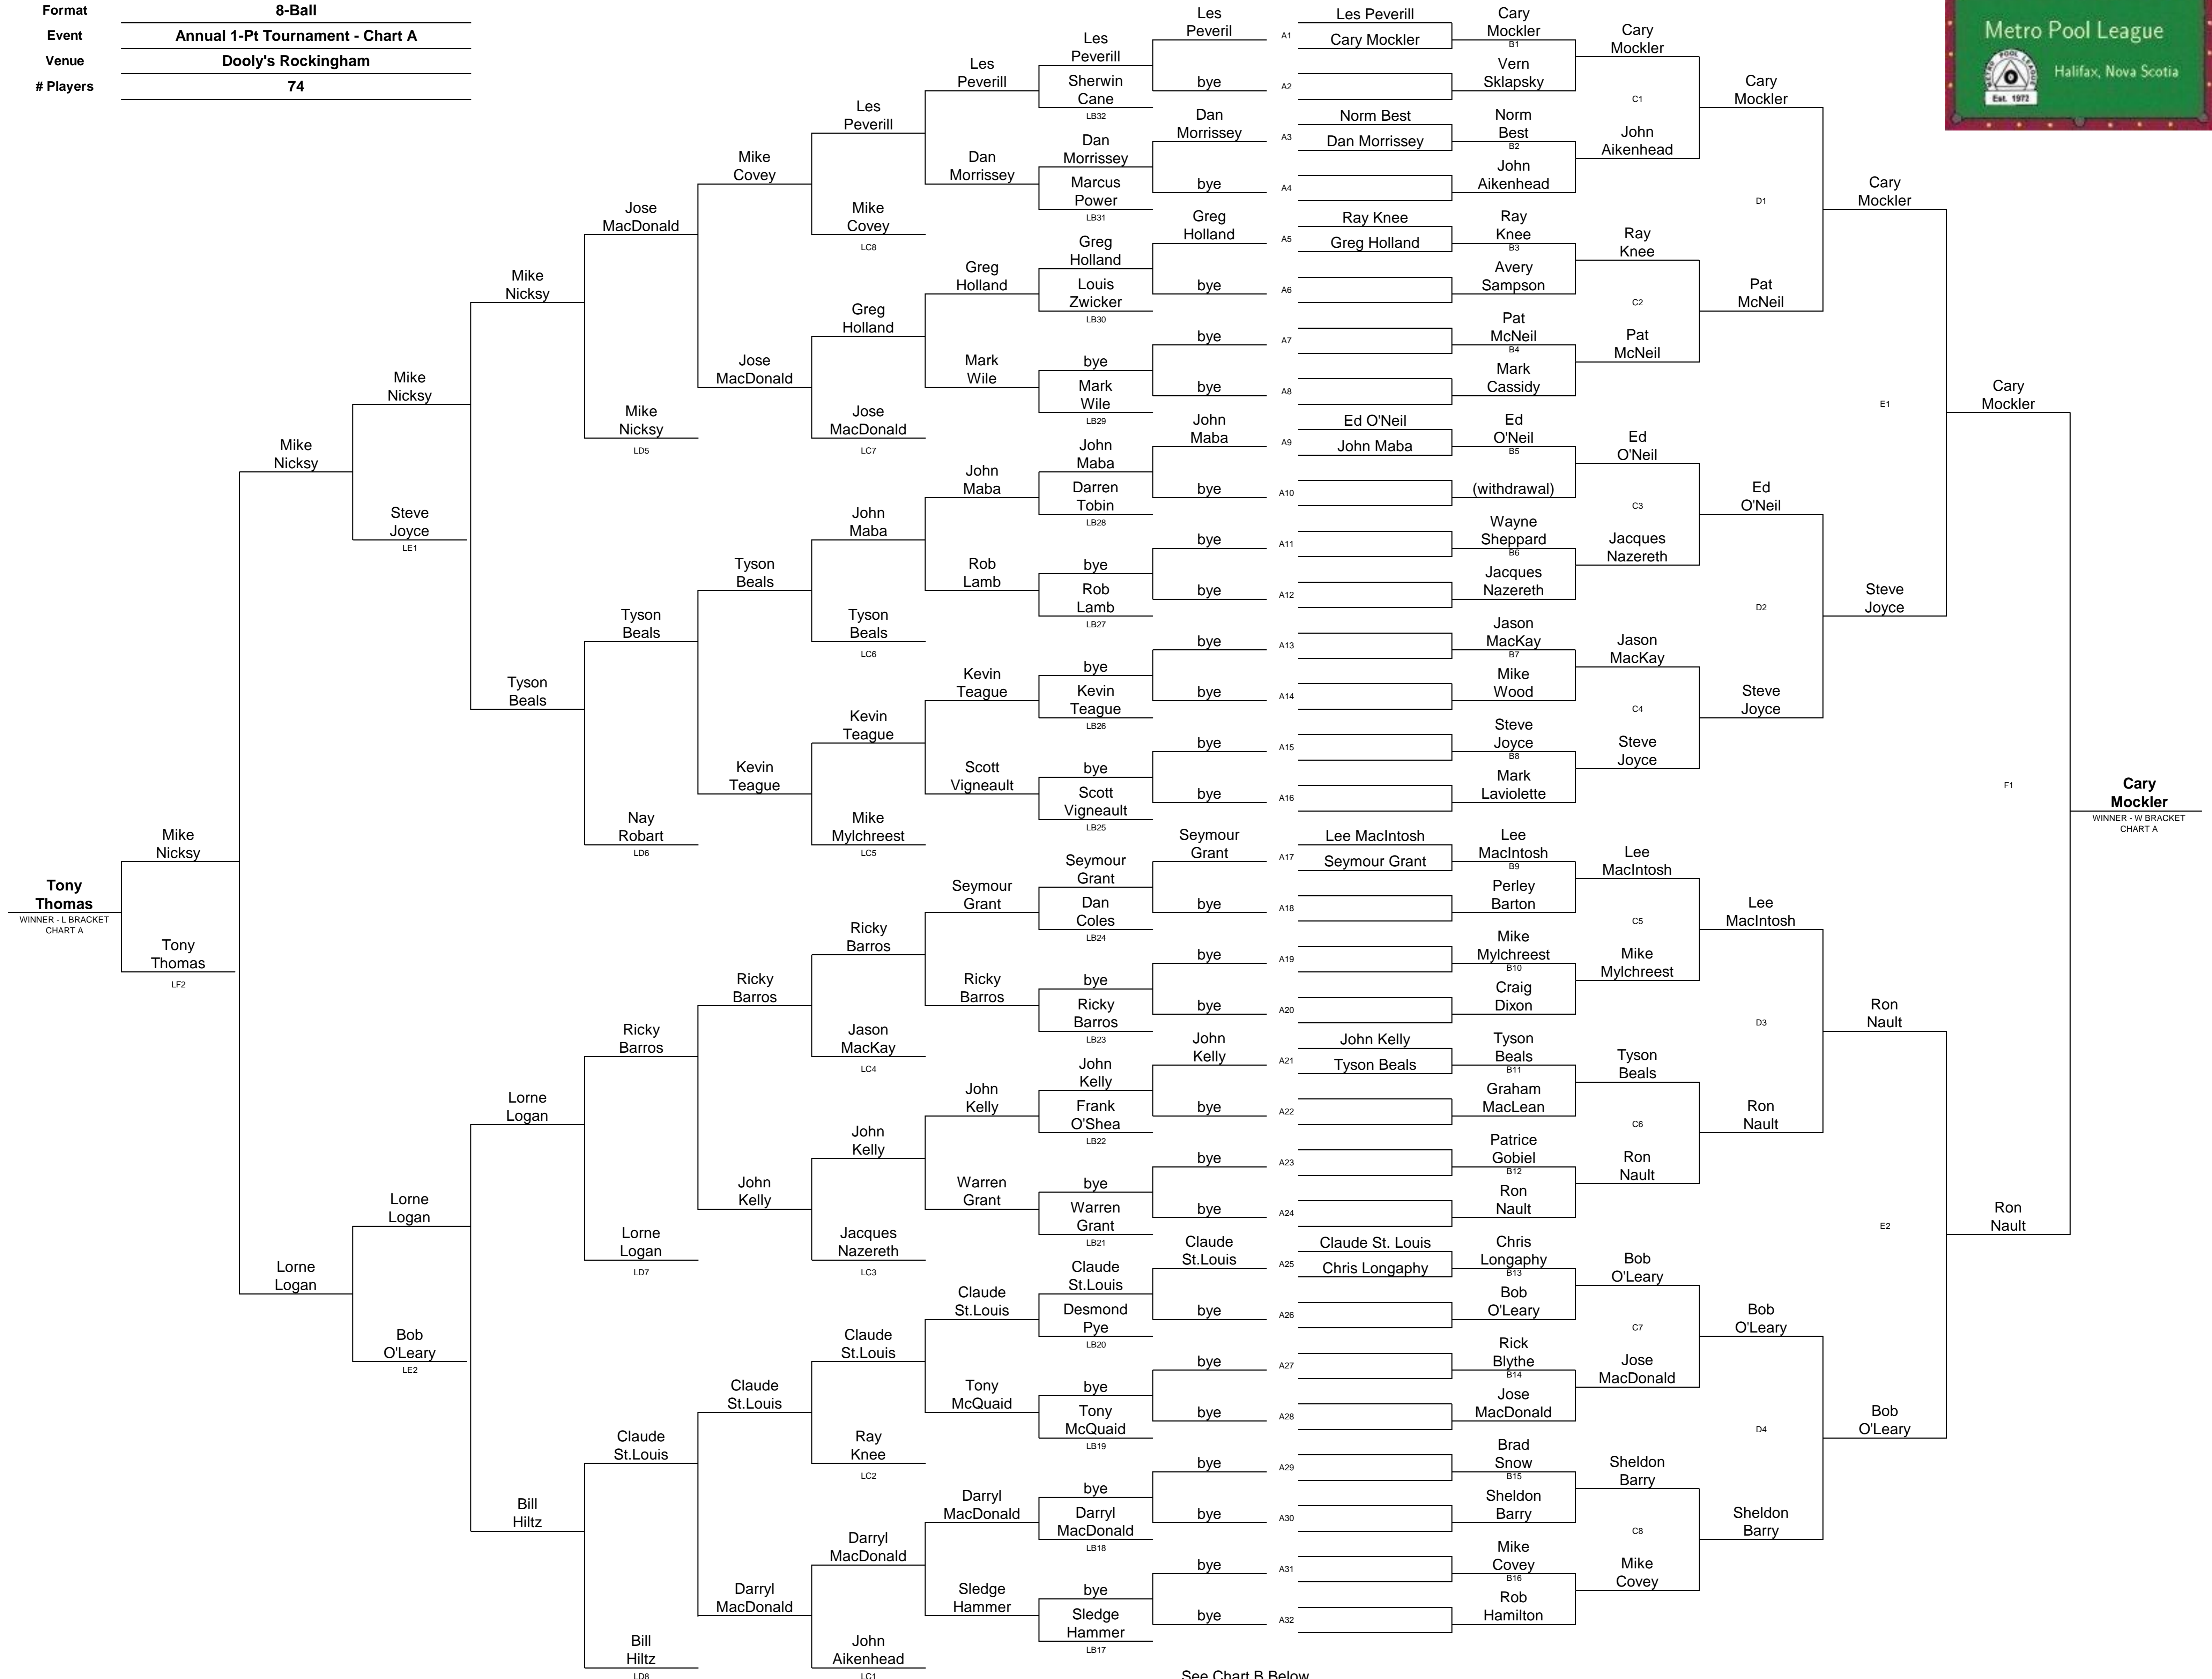 Format 8-Ball
Event Annual 1-Pt Tournament - Chart A
Venue Dooly's Rockingham
# Players 74
Metro Pool League
Halifax, Nova Scotia
METRO POOL LEAGUE
Est. 1972
Tony
Thomas
WINNER - L BRACKET
CHART A
Mike
Nicksy
Tony
Thomas
LF2
Mike
Nicksy
Lorne
Logan
Mike
Nicksy
Steve
Joyce
LE1
Lorne
Logan
Bob
O'Leary
LE2
Mike
Nicksy
Tyson
Beals
Lorne
Logan
Bill
Hiltz
Jose
MacDonald
Mike
Nicksy
LD5
Tyson
Beals
Nay
Robart
LD6
Ricky
Barros
Lorne
Logan
LD7
Claude
St.Louis
Bill
Hiltz
LD8
Mike
Covey
Jose
MacDonald
Tyson
Beals
Kevin
Teague
Ricky
Barros
John
Kelly
Claude
St.Louis
Darryl
MacDonald
Les
Peverill
Mike
Covey
LC8
Greg
Holland
Jose
MacDonald
LC7
John
Maba
Tyson
Beals
LC6
Kevin
Teague
Mike
Mylchreest
LC5
Ricky
Barros
Jason
MacKay
LC4
John
Kelly
Jacques
Nazereth
LC3
Claude
St.Louis
Ray
Knee
LC2
Darryl
MacDonald
John
Aikenhead
LC1
Les
Peverill
Dan
Morrissey
Greg
Holland
Mark
Wile
John
Maba
Rob
Lamb
Kevin
Teague
Scott
Vigneault
Seymour
Grant
Ricky
Barros
John
Kelly
Warren
Grant
Claude
St.Louis
Tony
McQuaid
Darryl
MacDonald
Sledge
Hammer
Les
Peverill
Sherwin
Cane
LB32
Dan
Morrissey
Marcus
Power
LB31
Greg
Holland
Louis
Zwicker
LB30
bye
Mark
Wile
LB29
John
Maba
Darren
Tobin
LB28
bye
Rob
Lamb
LB27
bye
Kevin
Teague
LB26
bye
Scott
Vigneault
LB25
Seymour
Grant
Dan
Coles
LB24
bye
Ricky
Barros
LB23
John
Kelly
Frank
O'Shea
LB22
bye
Warren
Grant
LB21
Claude
St.Louis
Desmond
Pye
LB20
bye
Tony
McQuaid
LB19
bye
Darryl
MacDonald
LB18
bye
Sledge
Hammer
LB17
Les
Peveril
bye
Dan
Morrissey
bye
Greg
Holland
bye
bye
bye
John
Maba
bye
bye
bye
bye
bye
bye
bye
Seymour
Grant
bye
bye
bye
John
Kelly
bye
bye
bye
Claude
St.Louis
bye
bye
bye
bye
bye
bye
bye
A1
A2
A3
A4
A5
A6
A7
A8
A9
A10
A11
A12
A13
A14
A15
A16
A17
A18
A19
A20
A21
A22
A23
A24
A25
A26
A27
A28
A29
A30
A31
A32
Les Peverill
Cary Mockler
Norm Best
Dan Morrissey
Ray Knee
Greg Holland
Ed O'Neil
John Maba
Lee MacIntosh
Seymour Grant
John Kelly
Tyson Beals
Claude St. Louis
Chris Longaphy
Cary
Mockler
B1
Vern
Sklapsky
Norm
Best
B2
John
Aikenhead
Ray
Knee
B3
Avery
Sampson
Pat
McNeil
B4
Mark
Cassidy
Ed
O'Neil
B5
(withdrawal)
Wayne
Sheppard
B6
Jacques
Nazereth
Jason
MacKay
B7
Mike
Wood
Steve
Joyce
B8
Mark
Laviolette
Lee
MacIntosh
B9
Perley
Barton
Mike
Mylchreest
B10
Craig
Dixon
Tyson
Beals
B11
Graham
MacLean
Patrice
Gobiel
B12
Ron
Nault
Chris
Longaphy
B13
Bob
O'Leary
Rick
Blythe
B14
Jose
MacDonald
Brad
Snow
B15
Sheldon
Barry
Mike
Covey
B16
Rob
Hamilton
Cary
Mockler
C1
John
Aikenhead
Ray
Knee
C2
Pat
McNeil
Ed
O'Neil
C3
Jacques
Nazereth
Jason
MacKay
C4
Steve
Joyce
Lee
MacIntosh
C5
Mike
Mylchreest
Tyson
Beals
C6
Ron
Nault
Bob
O'Leary
C7
Jose
MacDonald
Sheldon
Barry
C8
Mike
Covey
Cary
Mockler
D1
Pat
McNeil
Ed
O'Neil
D2
Steve
Joyce
Lee
MacIntosh
D3
Ron
Nault
Bob
O'Leary
D4
Sheldon
Barry
Cary
Mockler
E1
Steve
Joyce
Ron
Nault
E2
Bob
O'Leary
Cary
Mockler
F1
Ron
Nault
Cary
Mockler
WINNER - W BRACKET
CHART A
See Chart B Below